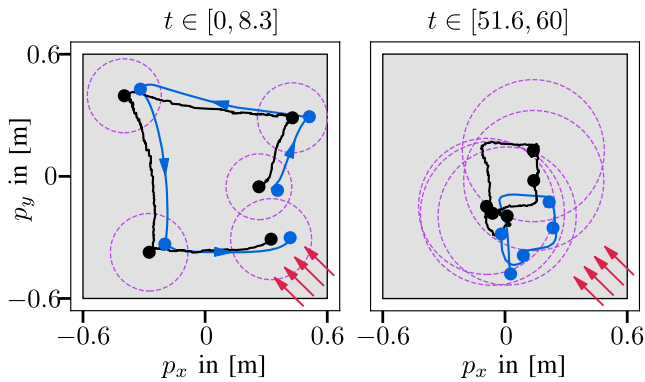 t ∈ [0, 8.3]
t ∈ [51.6, 60]
0.6
0
−0.6
p_y in [m]
−0.6
0
0.6
−0.6
0
0.6
p_x in [m]
p_x in [m]